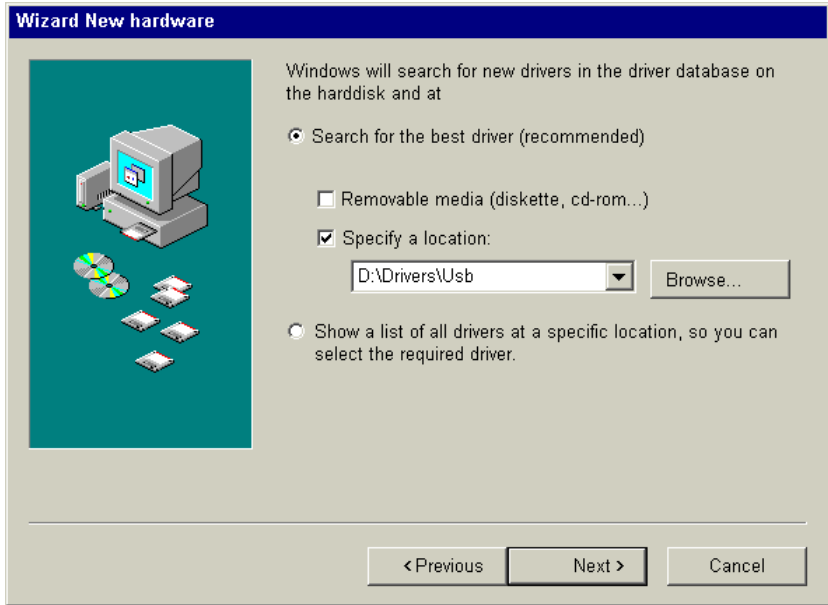 Wizard New hardware
Windows will search for new drivers in the driver database on
the harddisk and at
Search for the best driver (recommended)
Removable media (diskette, cd-rom...)
Specify a location:
D:\Drivers\Usb
Browse...
Show a list of all drivers at a specific location, so you can
select the required driver.
< Previous
Next >
Cancel